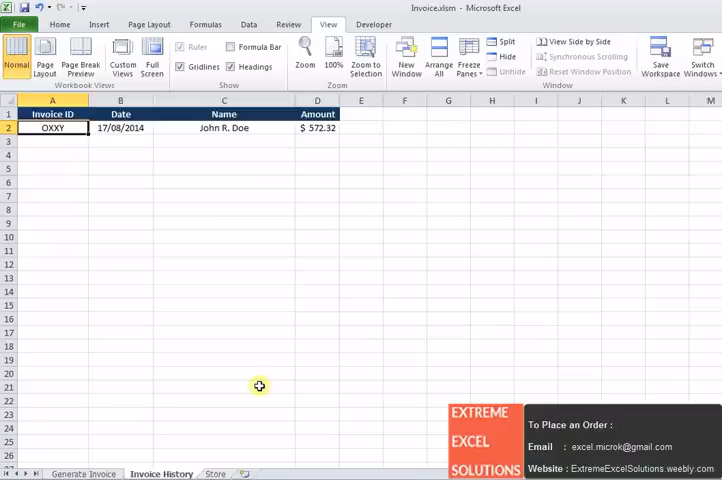 Invoice.xlsm - Microsoft Excel
File Home Insert Page Layout Formulas Data Review View Developer
Normal Page Layout Page Break Preview Custom Views Full Screen
Workbook Views
Ruler Formula Bar
Gridlines Headings
Show
Zoom 100% Zoom to Selection
Zoom
New Window Arrange All Freeze Panes
Split
Hide
Unhide
View Side by Side
Synchronous Scrolling
Reset Window Position
Window
Save Workspace Switch Windows
A B C D E F G H I J K L M
1 Invoice ID Date Name Amount
2 OXXY 17/08/2014 John R. Doe $ 572.32
3
4
5
6
7
8
9
10
11
12
13
14
15
16
17
18
19
20
21
22
23
24
25
26
27
EXTREME
EXCEL
SOLUTIONS
To Place an Order :
Email : excel.microk@gmail.com
Website : ExtremeExcelSolutions.weebly.com
Generate Invoice Invoice History Store